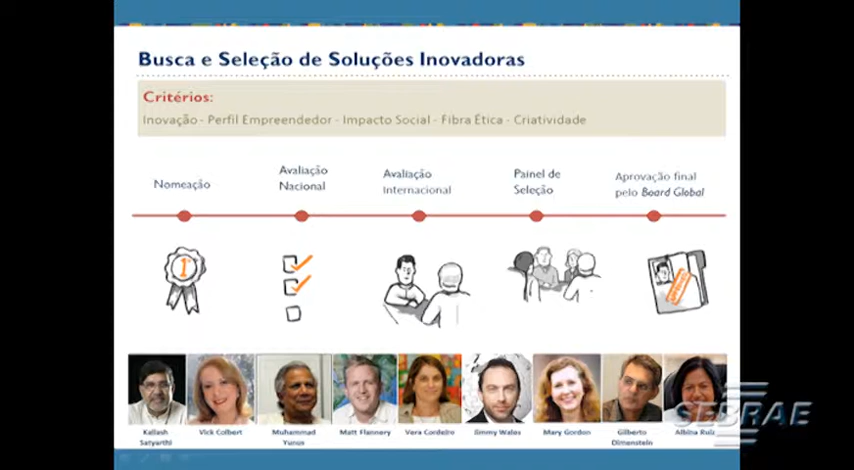 Busca e Seleção de Soluções Inovadoras
Critérios:
Inovação - Perfil Empreendedor - Impacto Social - Fibra Ética - Criatividade
Nomeação
Avaliação
Nacional
Avaliação
Internacional
Painel de
Seleção
Aprovação final
pelo Board Global
1º
Kailash
Satyarthi
Vick Colbert
Muhammad
Yunus
Matt Flannery
Vera Cordeiro
Jimmy Wales
Mary Gordon
Gilberto
Dimenstein
Albina Ruiz
SEBRAE